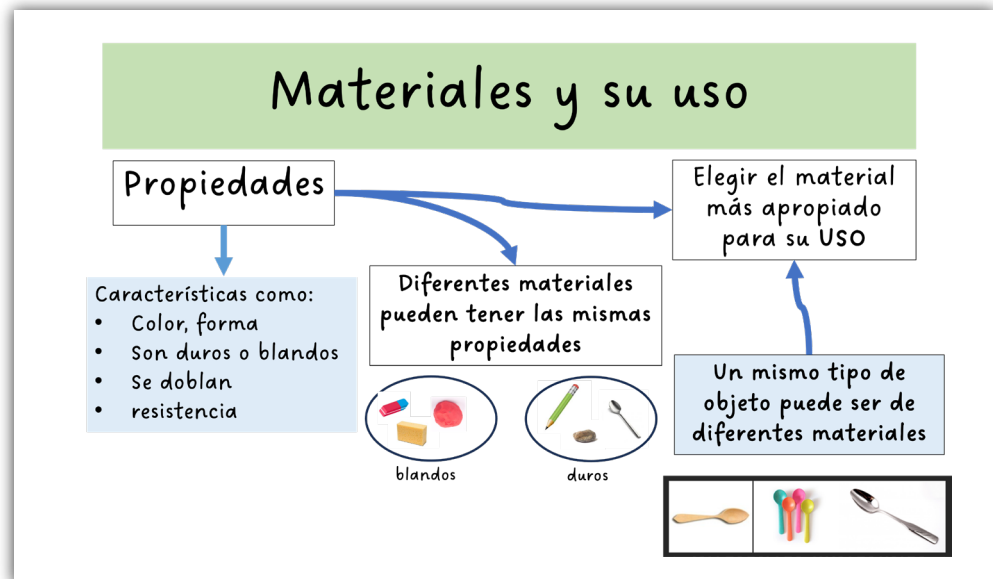 Materiales y su uso
Propiedades
Elegir el material
más apropiado
para su USO
Características como:
• Color, forma
• Son duros o blandos
• Se doblan
• resistencia
Diferentes materiales
pueden tener las mismas
propiedades
blandos
duros
Un mismo tipo de
objeto puede ser de
diferentes materiales